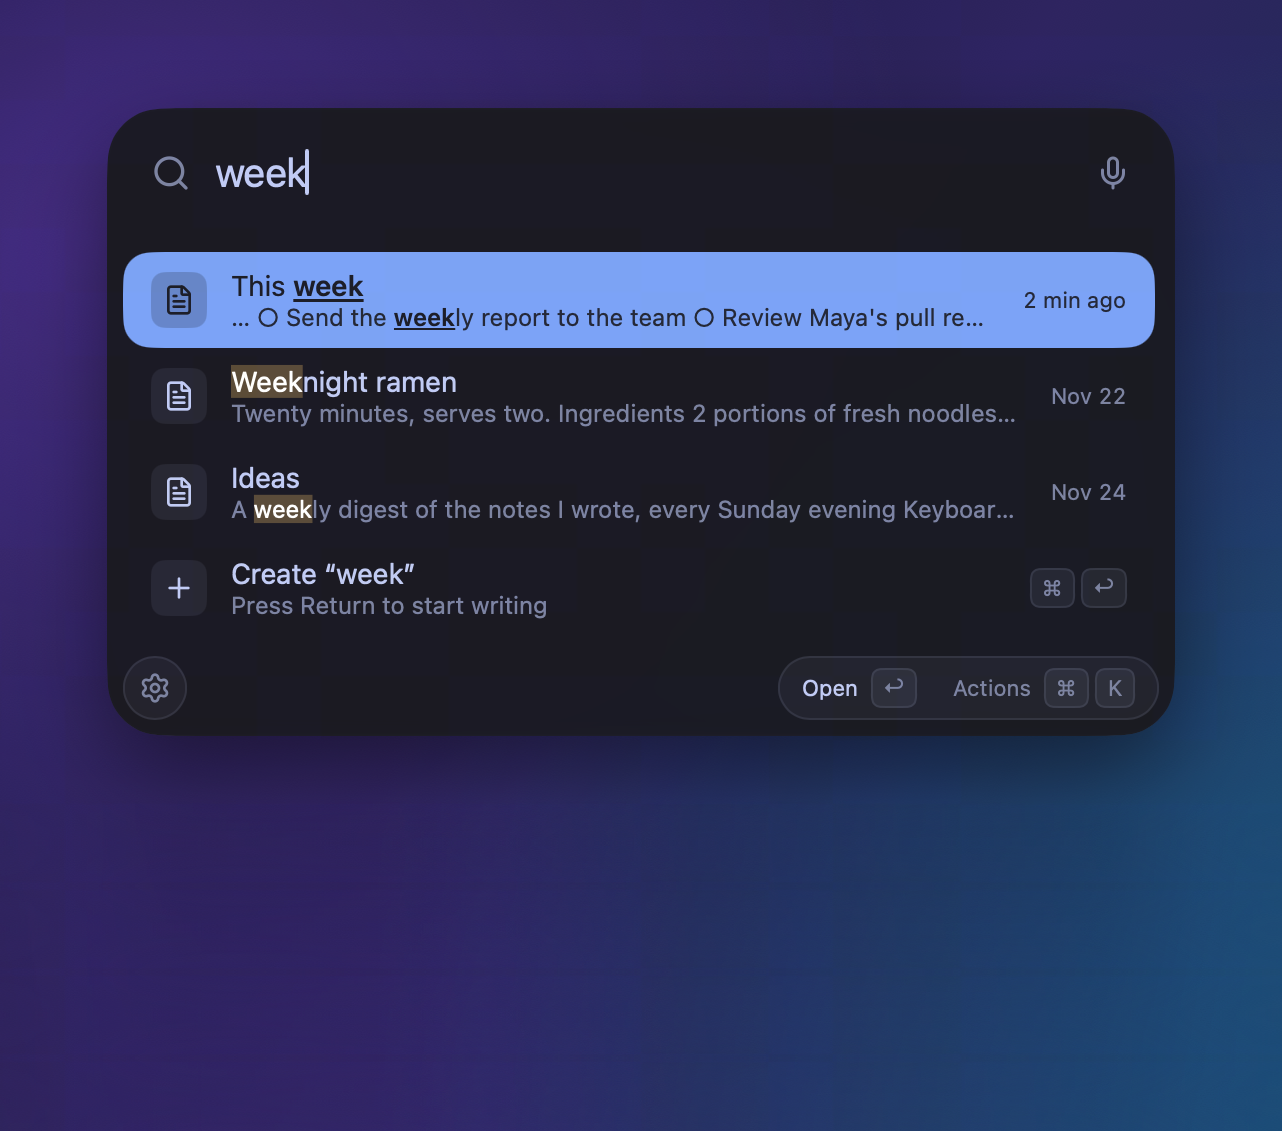 week
This week
... ○ Send the weekly report to the team ○ Review Maya's pull re...
2 min ago
Weeknight ramen
Twenty minutes, serves two. Ingredients 2 portions of fresh noodles...
Nov 22
Ideas
A weekly digest of the notes I wrote, every Sunday evening Keyboar...
Nov 24
Create “week”
Press Return to start writing
⌘ ↩
Open ↩ Actions ⌘ K